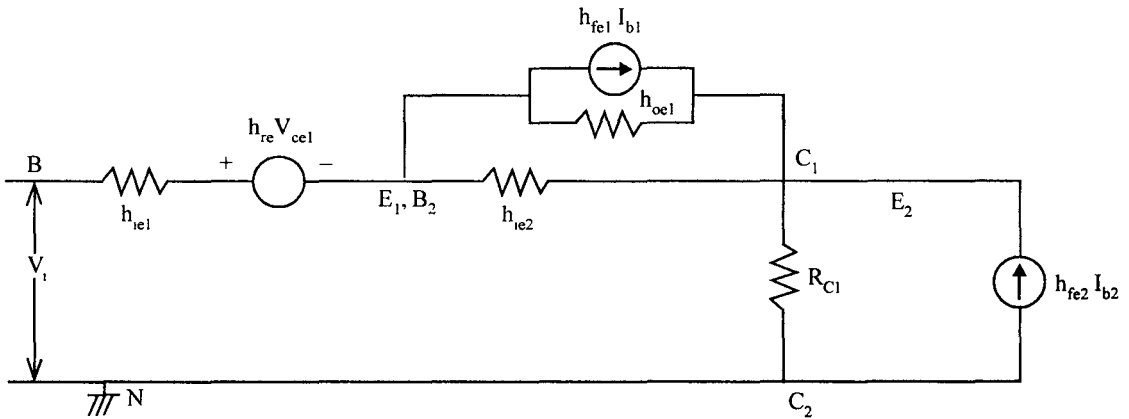 h_fe1 I_b1
h_oe1
h_re V_ce1
B
+
−
C_1
h_ie1
E_1, B_2
h_ie2
E_2
V_i
R_C1
h_fe2 I_b2
N
C_2